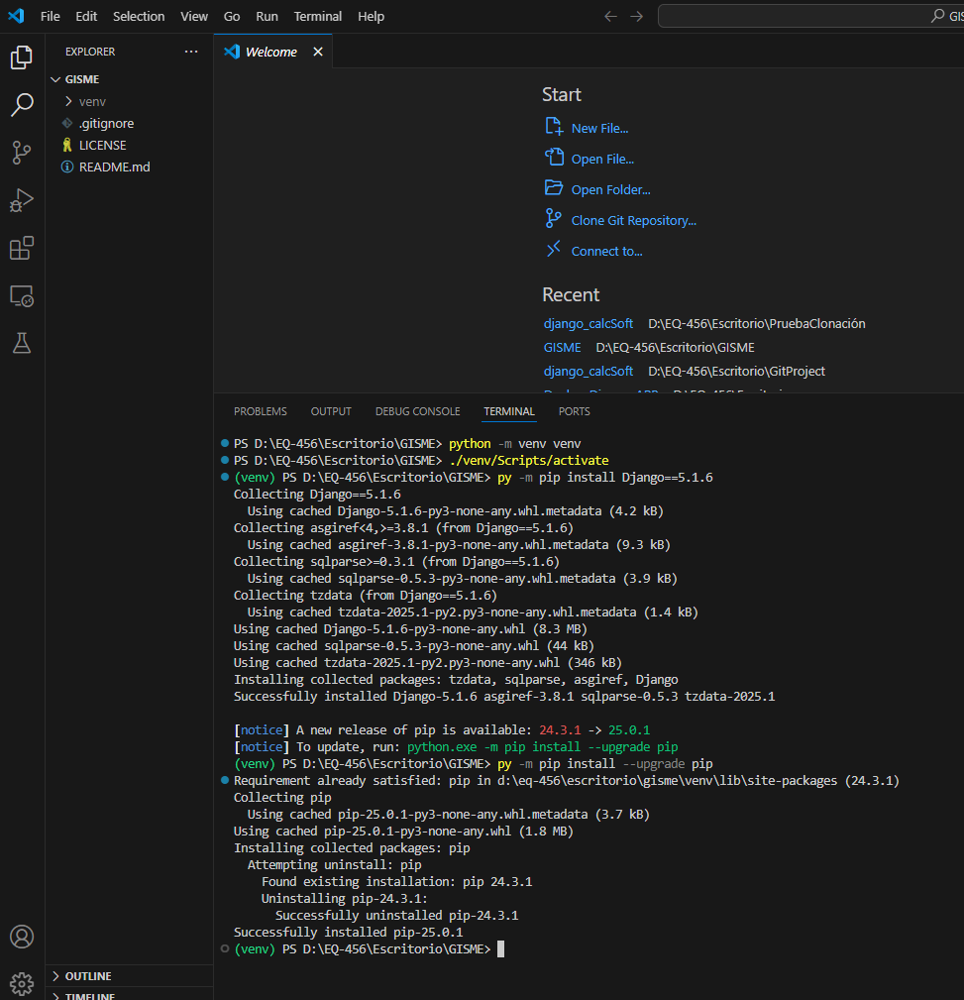 File Edit Selection View Go Run Terminal Help
GIS
EXPLORER
Welcome
GISME
venv
.gitignore
LICENSE
README.md
Start
New File...
Open File...
Open Folder...
Clone Git Repository...
Connect to...
Recent
django_calcSoft D:\EQ-456\Escritorio\PruebaClonación
GISME D:\EQ-456\Escritorio\GISME
django_calcSoft D:\EQ-456\Escritorio\GitProject
PROBLEMS OUTPUT DEBUG CONSOLE TERMINAL PORTS
PS D:\EQ-456\Escritorio\GISME> python -m venv venv
PS D:\EQ-456\Escritorio\GISME> ./venv/Scripts/activate
(venv) PS D:\EQ-456\Escritorio\GISME> py -m pip install Django==5.1.6
Collecting Django==5.1.6
Using cached Django-5.1.6-py3-none-any.whl.metadata (4.2 kB)
Collecting asgiref<4,>=3.8.1 (from Django==5.1.6)
Using cached asgiref-3.8.1-py3-none-any.whl.metadata (9.3 kB)
Collecting sqlparse>=0.3.1 (from Django==5.1.6)
Using cached sqlparse-0.5.3-py3-none-any.whl.metadata (3.9 kB)
Collecting tzdata (from Django==5.1.6)
Using cached tzdata-2025.1-py2.py3-none-any.whl.metadata (1.4 kB)
Using cached Django-5.1.6-py3-none-any.whl (8.3 MB)
Using cached sqlparse-0.5.3-py3-none-any.whl (44 kB)
Using cached tzdata-2025.1-py2.py3-none-any.whl (346 kB)
Installing collected packages: tzdata, sqlparse, asgiref, Django
Successfully installed Django-5.1.6 asgiref-3.8.1 sqlparse-0.5.3 tzdata-2025.1
[notice] A new release of pip is available: 24.3.1 -> 25.0.1
[notice] To update, run: python.exe -m pip install --upgrade pip
(venv) PS D:\EQ-456\Escritorio\GISME> py -m pip install --upgrade pip
Requirement already satisfied: pip in d:\eq-456\escritorio\gisme\venv\lib\site-packages (24.3.1)
Collecting pip
Using cached pip-25.0.1-py3-none-any.whl.metadata (3.7 kB)
Using cached pip-25.0.1-py3-none-any.whl (1.8 MB)
Installing collected packages: pip
Attempting uninstall: pip
Found existing installation: pip 24.3.1
Uninstalling pip-24.3.1:
Successfully uninstalled pip-24.3.1
Successfully installed pip-25.0.1
(venv) PS D:\EQ-456\Escritorio\GISME>
OUTLINE
TIMELINE